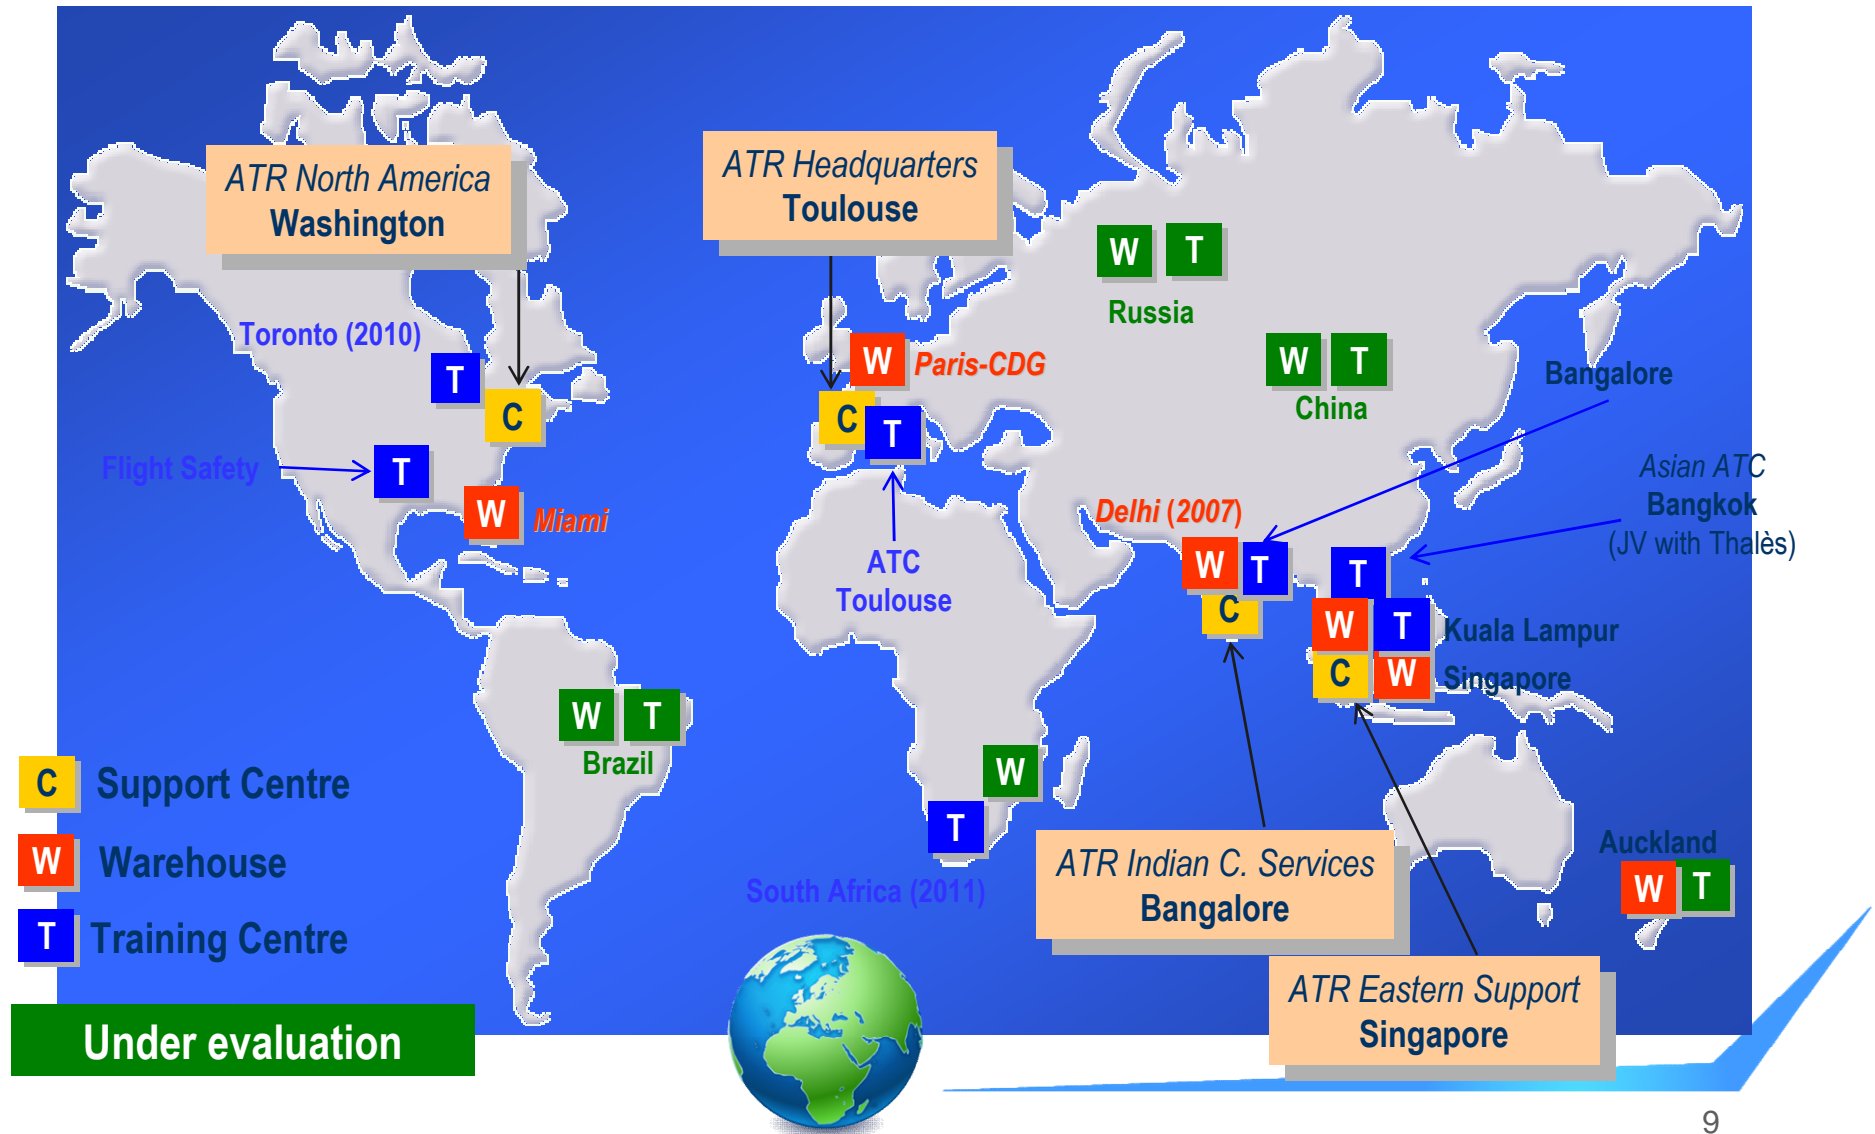 ATR North America
Washington
ATR Headquarters
Toulouse
W
T
Russia
Toronto (2010)
T
C
W
Paris-CDG
C
T
W
T
China
Bangalore
Flight Safety
T
W
Miami
Asian ATC
Bangkok
(JV with Thalès)
Delhi (2007)
W
T
C
T
ATC
Toulouse
W
T
Kuala Lampur
C
W
Singapore
W
T
Brazil
W
T
South Africa (2011)
Auckland
W
T
C
Support Centre
W
Warehouse
T
Training Centre
Under evaluation
ATR Indian C. Services
Bangalore
ATR Eastern Support
Singapore
9